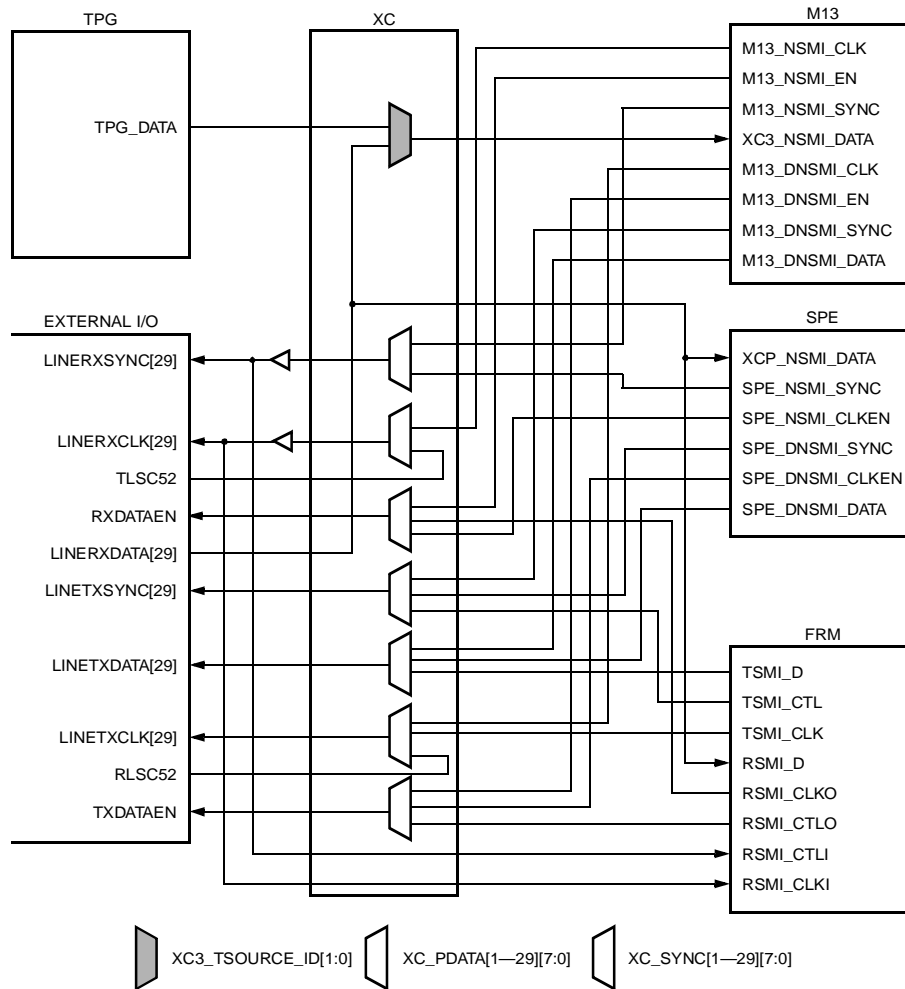 TPG
XC
M13
TPG_DATA
M13_NSMI_CLK
M13_NSMI_EN
M13_NSMI_SYNC
XC3_NSMI_DATA
M13_DNSMI_CLK
M13_DNSMI_EN
M13_DNSMI_SYNC
M13_DNSMI_DATA
EXTERNAL I/O
LINERXSYNC[29]
LINERXCLK[29]
TLSC52
RXDATAEN
LINERXDATA[29]
LINETXSYNC[29]
LINETXDATA[29]
LINETXCLK[29]
RLSC52
TXDATAEN
SPE
XCP_NSMI_DATA
SPE_NSMI_SYNC
SPE_NSMI_CLKEN
SPE_DNSMI_SYNC
SPE_DNSMI_CLKEN
SPE_DNSMI_DATA
FRM
TSMI_D
TSMI_CTL
TSMI_CLK
RSMI_D
RSMI_CLKO
RSMI_CTLO
RSMI_CTLI
RSMI_CLKI
XC3_TSOURCE_ID[1:0]
XC_PDATA[1—29][7:0]
XC_SYNC[1—29][7:0]